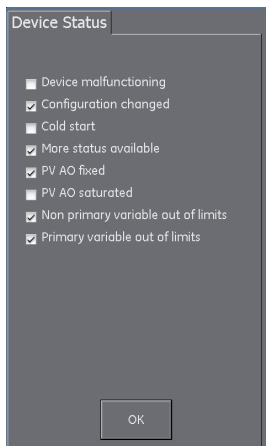 Device Status
Device malfunctioning
Configuration changed
Cold start
More status available
PV AO fixed
PV AO saturated
Non primary variable out of limits
Primary variable out of limits
OK